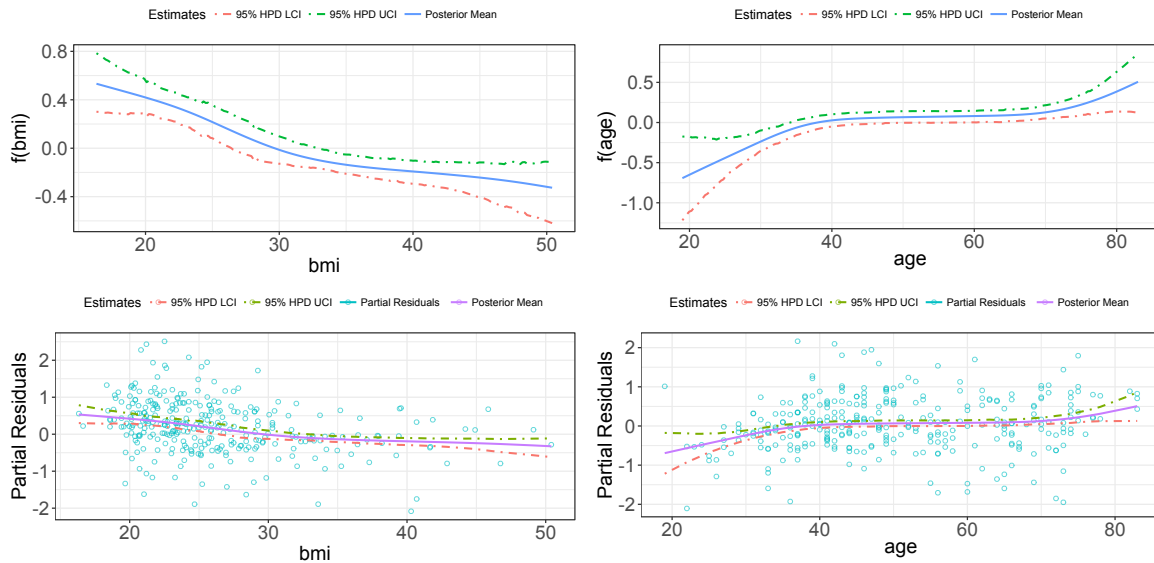 Estimates 95% HPD LCI 95% HPD UCI Posterior Mean
0.8
0.4
0.0
-0.4
f(bmi)
20 30 40 50
bmi
Estimates 95% HPD LCI 95% HPD UCI Posterior Mean
0.5
0.0
-0.5
-1.0
f(age)
20 40 60 80
age
Estimates 95% HPD LCI 95% HPD UCI Partial Residuals Posterior Mean
2
1
0
-1
-2
Partial Residuals
20 30 40 50
bmi
Estimates 95% HPD LCI 95% HPD UCI Partial Residuals Posterior Mean
2
1
0
-1
-2
Partial Residuals
20 40 60 80
age